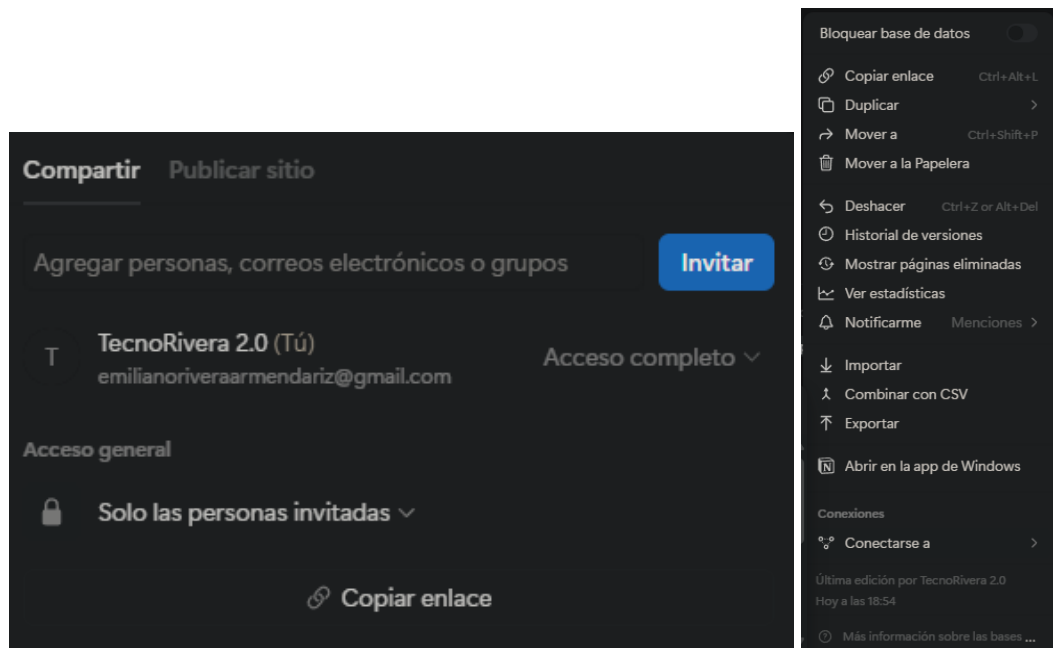 Compartir Publicar sitio
Agregar personas, correos electrónicos o grupos Invitar
T TecnoRivera 2.0 (Tú) Acceso completo
emilianoriveraarmendariz@gmail.com
Acceso general
Solo las personas invitadas
Copiar enlace
Bloquear base de datos
Copiar enlace Ctrl+Alt+L
Duplicar
Mover a Ctrl+Shift+P
Mover a la Papelera
Deshacer Ctrl+Z or Alt+Del
Historial de versiones
Mostrar páginas eliminadas
Ver estadísticas
Notificarme Menciones
Importar
Combinar con CSV
Exportar
Abrir en la app de Windows
Conexiones
Conectarse a
Última edición por TecnoRivera 2.0
Hoy a las 18:54
Más información sobre las bases ...